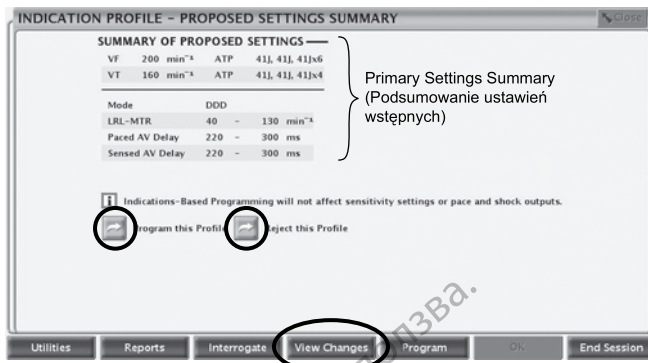 INDICATION PROFILE – PROPOSED SETTINGS SUMMARY
Close
SUMMARY OF PROPOSED SETTINGS
VF 200 min⁻¹ ATP 41J, 41J, 41Jx6
VT 160 min⁻¹ ATP 41J, 41J, 41Jx4
Mode DDD
LRL-MTR 40 - 130 min⁻¹
Paced AV Delay 220 - 300 ms
Sensed AV Delay 220 - 300 ms
Primary Settings Summary
(Podsumowanie ustawień
wstępnych)
i Indications-Based Programming will not affect sensitivity settings or pace and shock outputs.
Program this Profile Reject this Profile
Utilities Reports Interrogate View Changes Program OK End Session